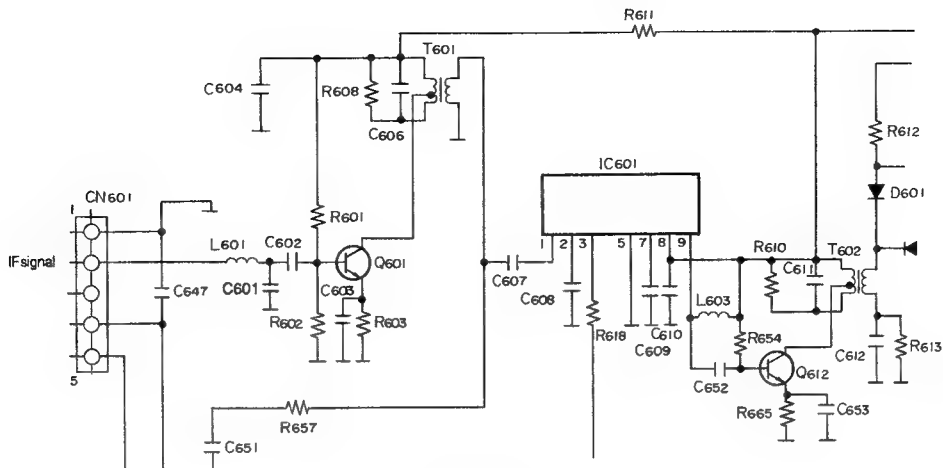 R611
T601
C604
R608
C606
R612
IC601
D601
CN601
1
R601
L601
C602
IFsignal
Q601
1 2 3 5 7 8 9
R610
T602
C611
C607
C608
C647
C601
C603
R602
R603
R618
C610
C609
L603
R654
C612
R613
5
C652
Q612
R665
C653
R657
C651